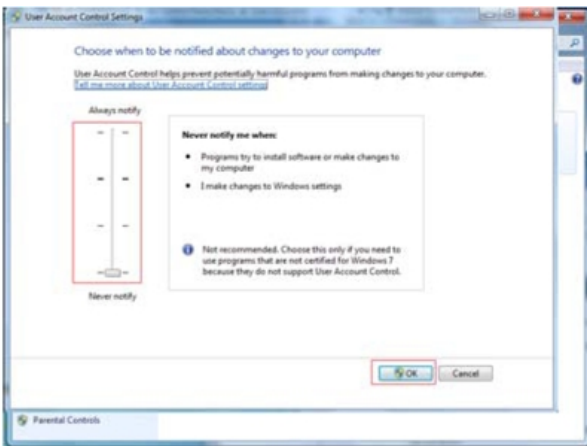 User Account Control Settings
Choose when to be notified about changes to your computer
User Account Control helps prevent potentially harmful programs from making changes to your computer.
Tell me more about User Account Control settings
Always notify
Never notify me when:
Programs try to install software or make changes to
my computer
I make changes to Windows settings
Not recommended. Choose this only if you need to
use programs that are not certified for Windows 7
because they do not support User Account Control.
Never notify
OK
Cancel
Parental Controls